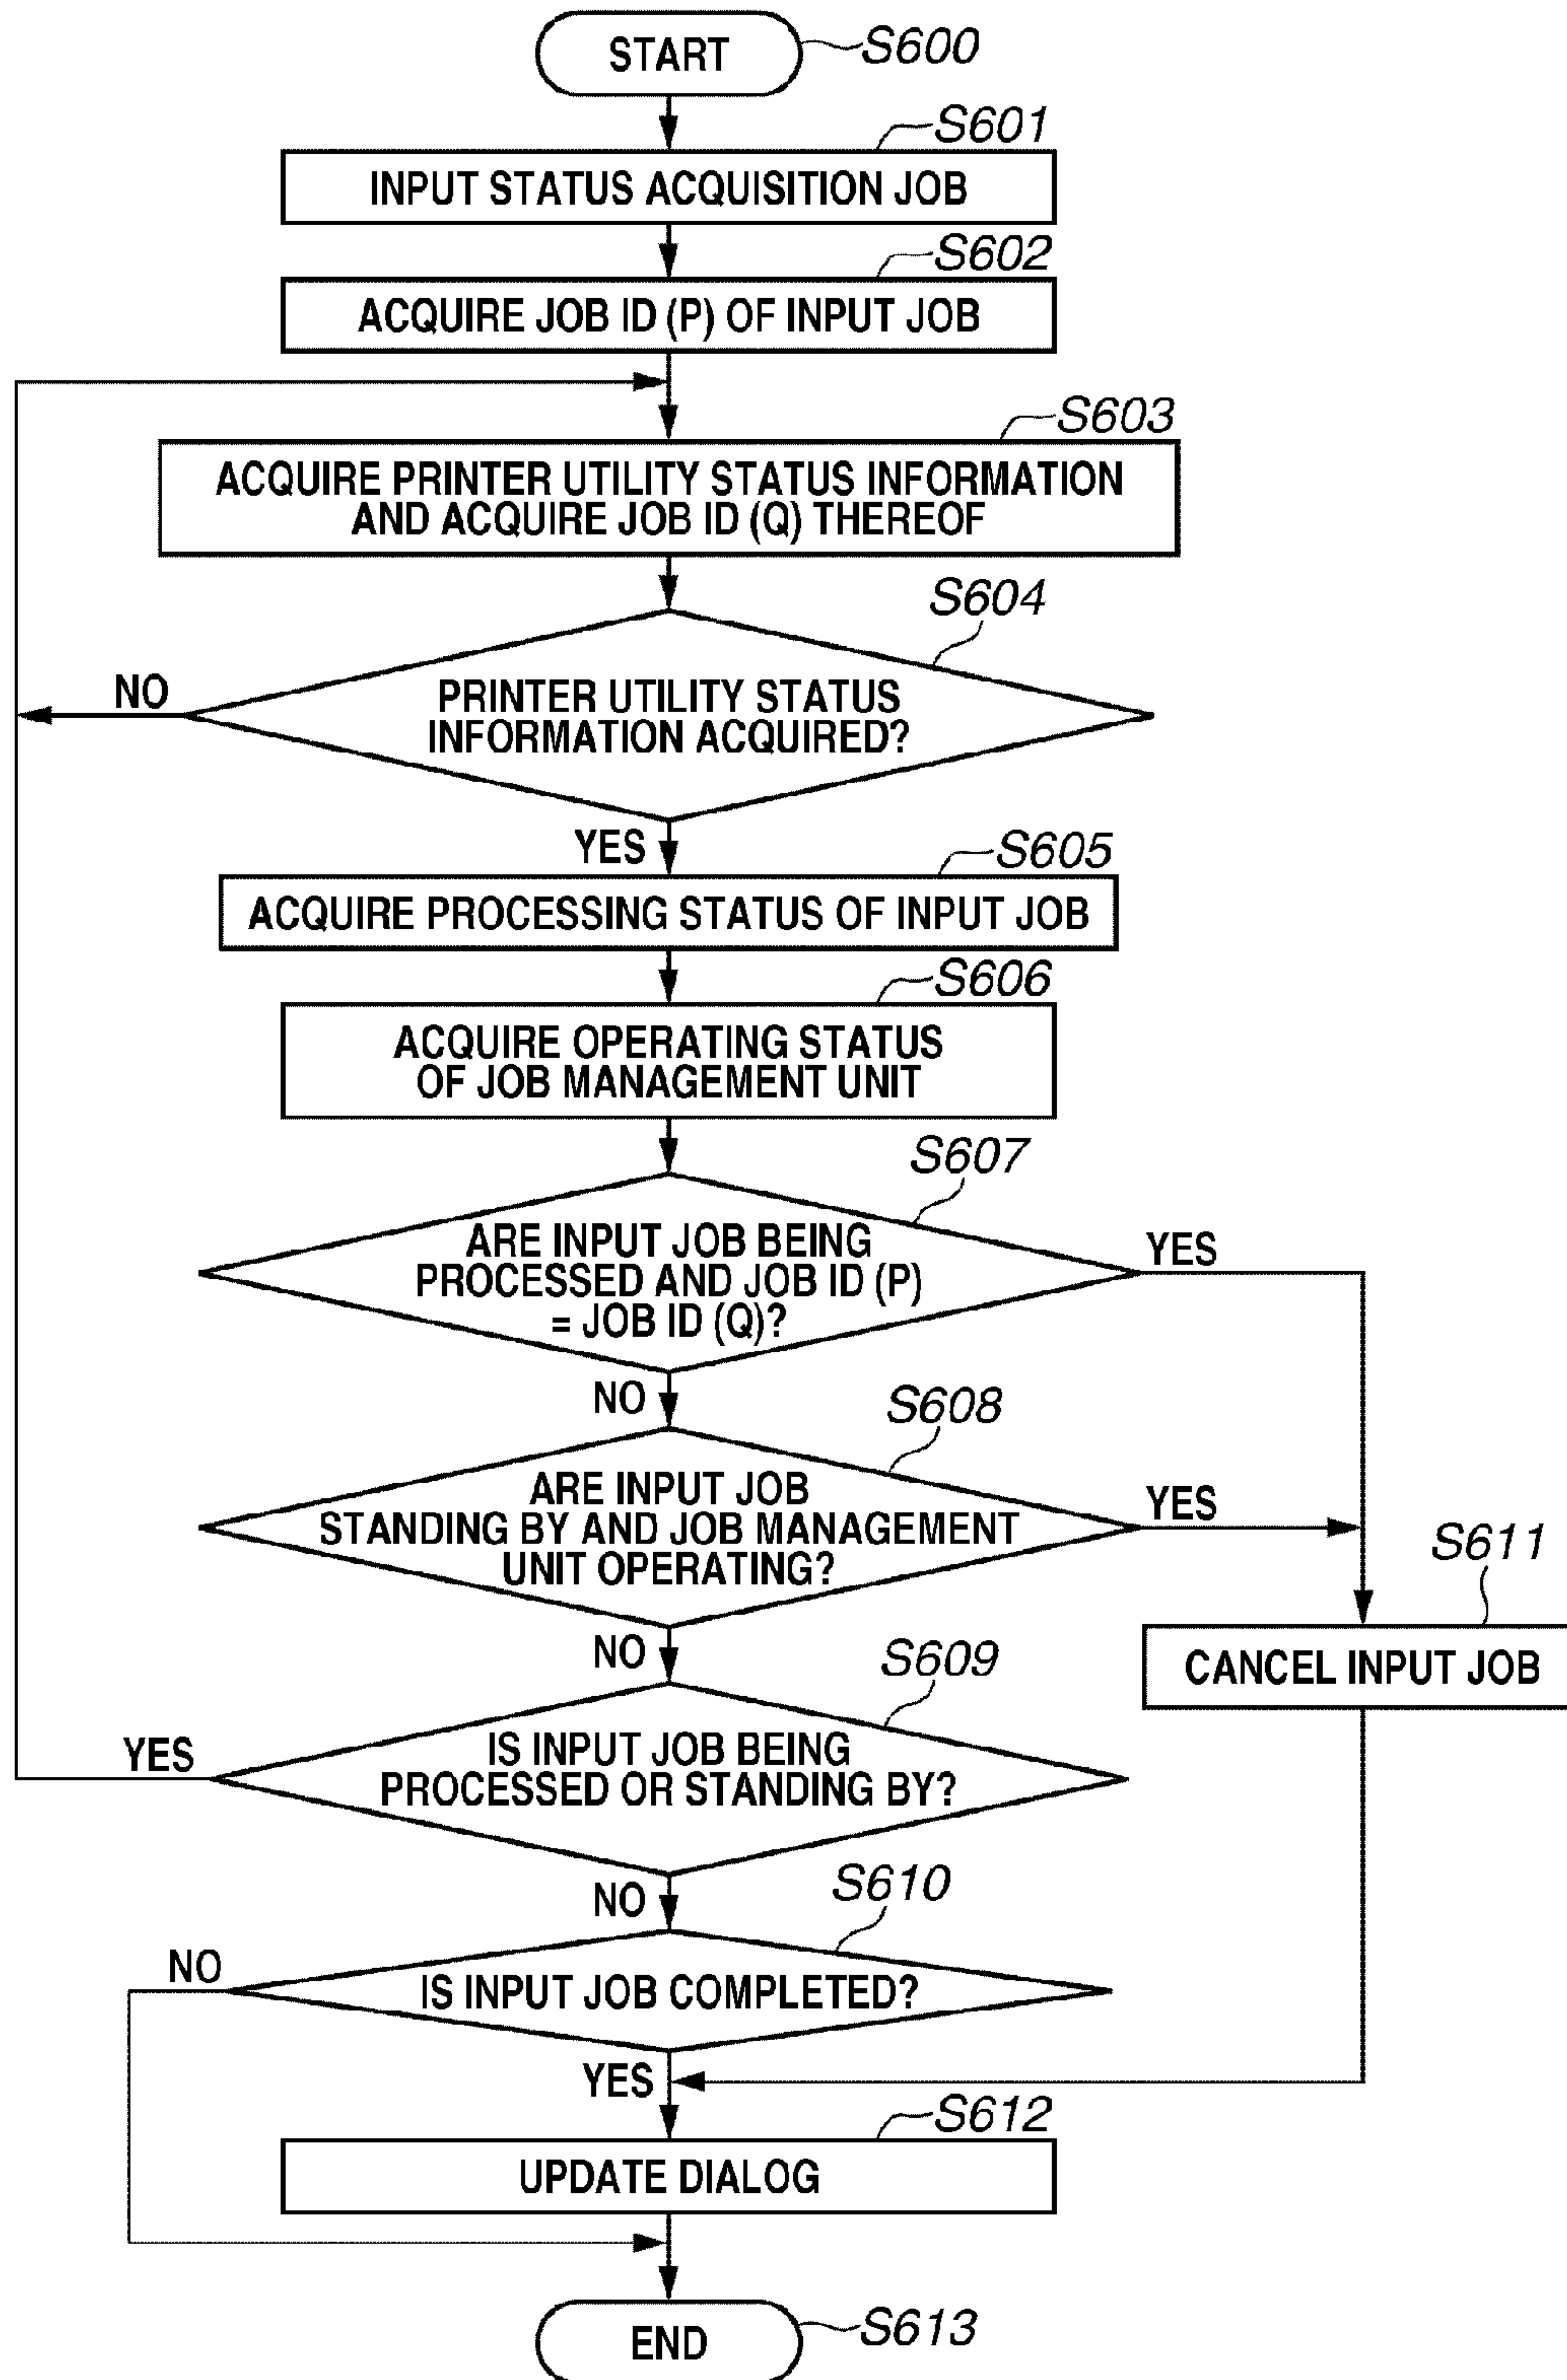 START
S600
S601
INPUT STATUS ACQUISITION JOB
S602
ACQUIRE JOB ID (P) OF INPUT JOB
S603
ACQUIRE PRINTER UTILITY STATUS INFORMATION
AND ACQUIRE JOB ID (Q) THEREOF
S604
NO
PRINTER UTILITY STATUS
INFORMATION ACQUIRED?
YES
S605
ACQUIRE PROCESSING STATUS OF INPUT JOB
S606
ACQUIRE OPERATING STATUS
OF JOB MANAGEMENT UNIT
S607
ARE INPUT JOB BEING
PROCESSED AND JOB ID (P)
= JOB ID (Q)?
YES
NO
S608
ARE INPUT JOB
STANDING BY AND JOB MANAGEMENT
UNIT OPERATING?
YES
S611
CANCEL INPUT JOB
NO
S609
IS INPUT JOB BEING
PROCESSED OR STANDING BY?
YES
NO
S610
NO
IS INPUT JOB COMPLETED?
YES
S612
UPDATE DIALOG
END
S613